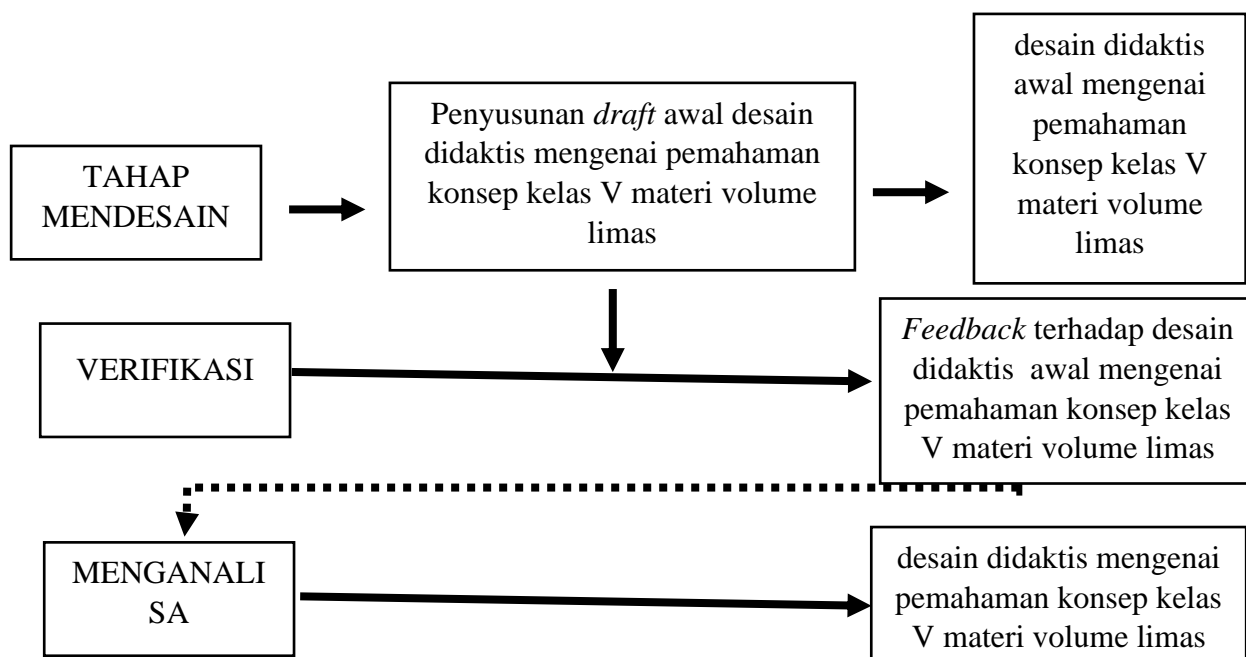 TAHAP
MENDESAIN
Penyusunan draft awal desain
didaktis mengenai pemahaman
konsep kelas V materi volume
limas
desain didaktis
awal mengenai
pemahaman
konsep kelas V
materi volume
limas
VERIFIKASI
Feedback terhadap desain
didaktis awal mengenai
pemahaman konsep kelas
V materi volume limas
MENGANALI
SA
desain didaktis mengenai
pemahaman konsep kelas
V materi volume limas